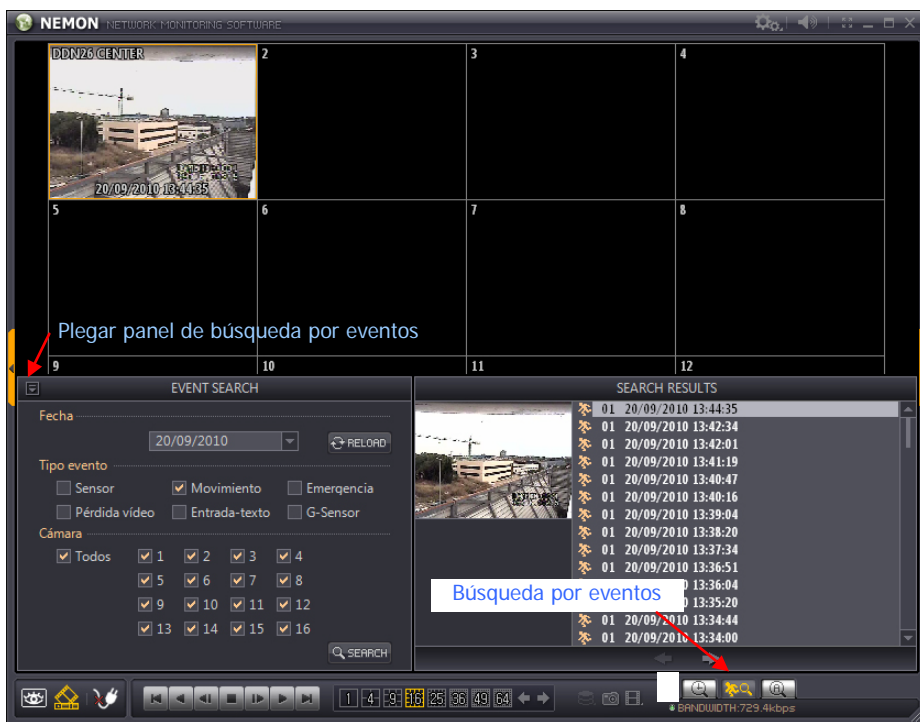 NEMON NETWORK MONITORING SOFTWARE
DDN26 CENTER
2
3
4
20/09/2010 13:44:35
5
6
7
8
Plegar panel de búsqueda por eventos
9
10
11
12
EVENT SEARCH
Fecha
20/09/2010
RELOAD
Tipo evento
Sensor
Movimiento
Emergencia
Pérdida vídeo
Entrada-texto
G-Sensor
Cámara
Todos
1
2
3
4
5
6
7
8
9
10
11
12
13
14
15
16
SEARCH
SEARCH RESULTS
01 20/09/2010 13:44:35
01 20/09/2010 13:42:34
01 20/09/2010 13:42:01
01 20/09/2010 13:41:19
01 20/09/2010 13:40:47
01 20/09/2010 13:40:16
01 20/09/2010 13:39:04
01 20/09/2010 13:38:20
01 20/09/2010 13:37:34
01 20/09/2010 13:36:51
10 13:36:04
0 13:35:20
01 20/09/2010 13:34:44
01 20/09/2010 13:34:00
Búsqueda por eventos
1 4 9 16 25 36 49 64
BANDWIDTH:729.4kbps